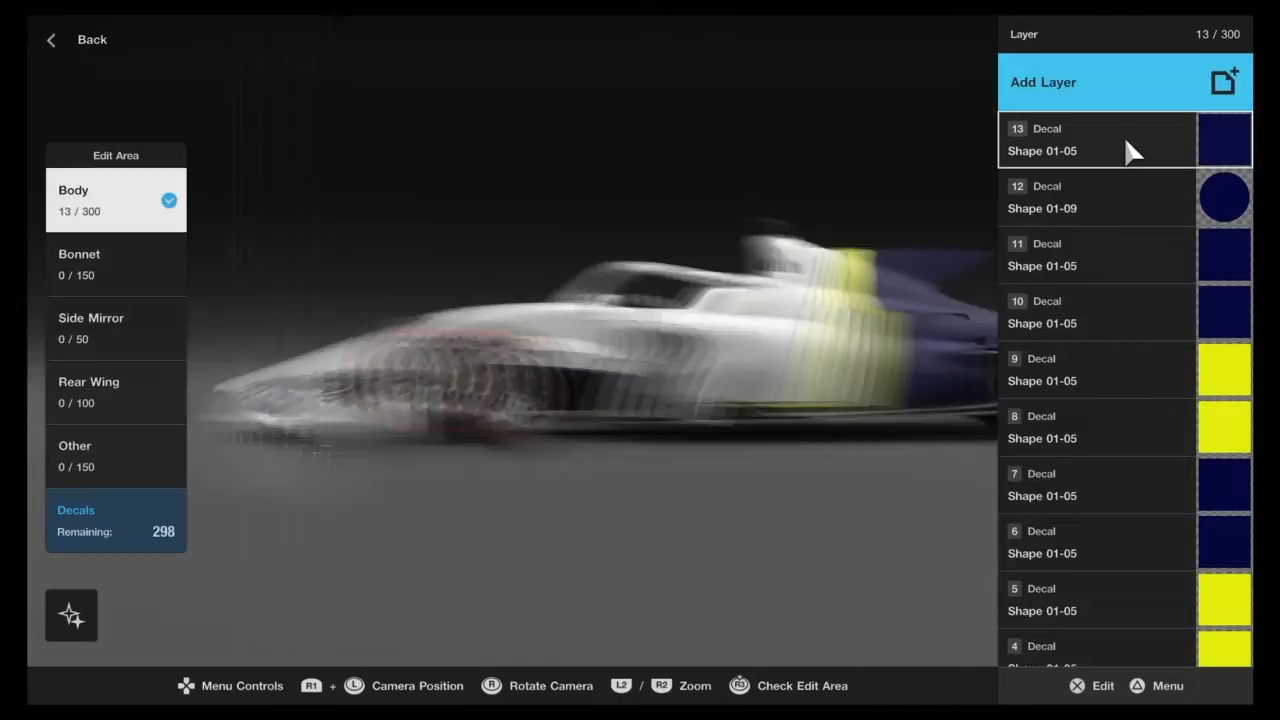 Back
Edit Area
Body
13 / 300
Bonnet
0 / 150
Side Mirror
0 / 50
Rear Wing
0 / 100
Other
0 / 150
Decals
Remaining: 298
Layer 13 / 300
Add Layer
13 Decal
Shape 01-05
12 Decal
Shape 01-09
11 Decal
Shape 01-05
10 Decal
Shape 01-05
9 Decal
Shape 01-05
8 Decal
Shape 01-05
7 Decal
Shape 01-05
6 Decal
Shape 01-05
5 Decal
Shape 01-05
4 Decal
Menu Controls R1 + L Camera Position R Rotate Camera L2 / R2 Zoom R3 Check Edit Area Edit Menu